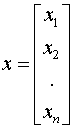 x = [ x₁
x₂
.
xₙ ]